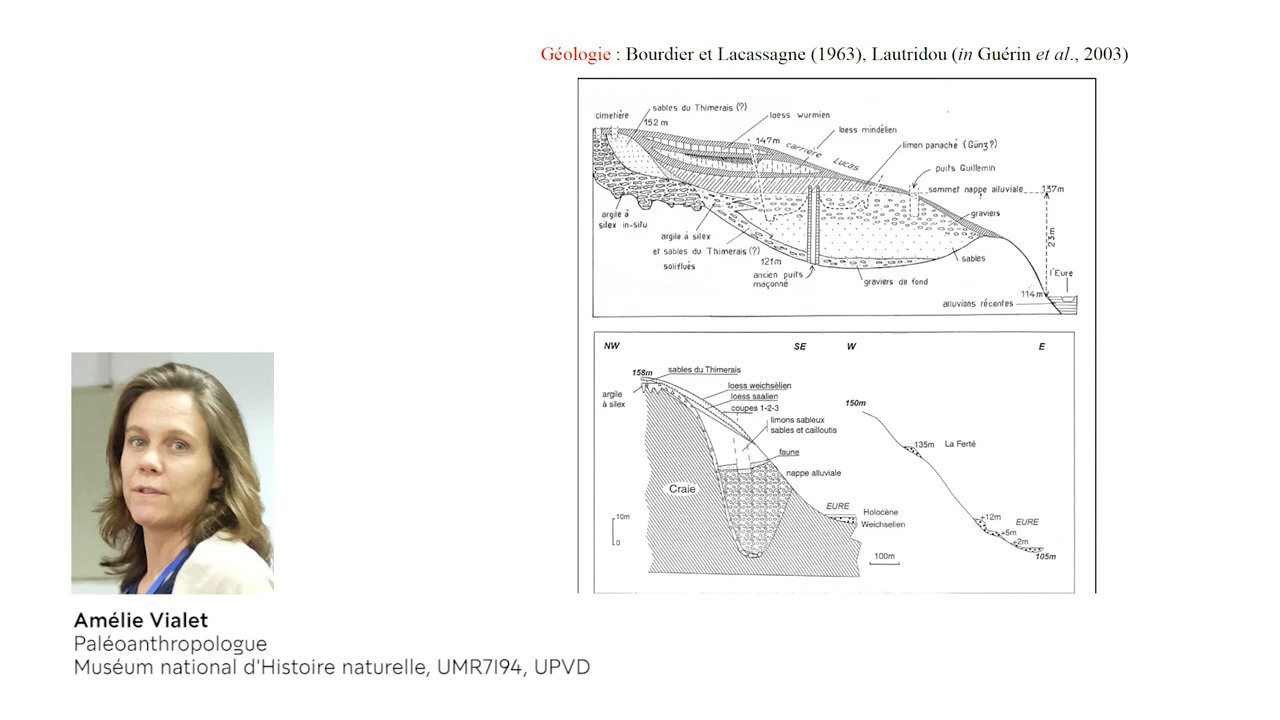 Géologie : Bourdier et Lacassagne (1963), Lautridou (in Guérin et al., 2003)
cimetière
sables du Thimerais (?)
152 m
loess wurmien
147m
carrière Lucas
loess mindélien
limon panaché (Günz?)
puits Guillemin
sommet nappe alluviale
137m
argile à
silex in-situ
argile à silex
et sables du Thimerais (?)
soliflués
121m
ancien puits
maçonné
graviers de fond
graviers
sables
23m
l'Eure
114m
alluvions récentes
NW
SE
W
E
158m
sables du Thimerais
argile
à silex
loess weichsélien
loess saalien
coupes 1-2-3
limons sableux
sables et cailloutis
faune
nappe alluviale
Craie
EURE
Holocène
Weichselien
10m
0
100m
150m
135m
La Ferté
+12m
EURE
+5m
+2m
105m
Amélie Vialet
Paléoanthropologue
Muséum national d'Histoire naturelle, UMR7194, UPVD